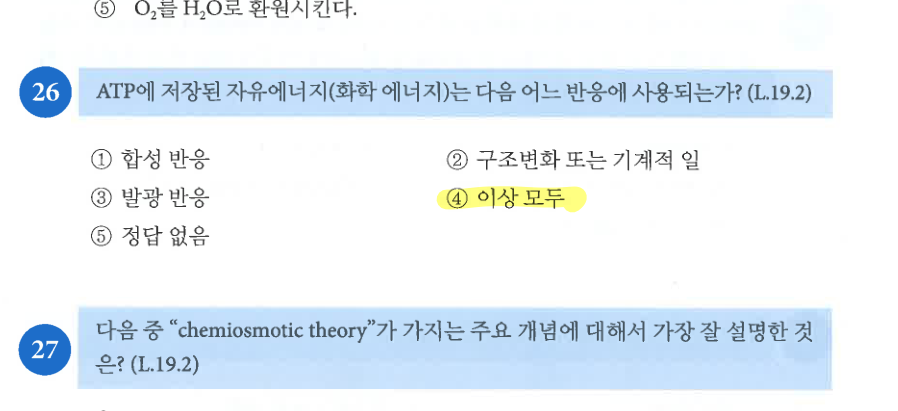 ⑤ O₂를 H₂O로 환원시킨다.
26 ATP에 저장된 자유에너지(화학 에너지)는 다음 어느 반응에 사용되는가? (L.19.2)
① 합성 반응 ② 구조변화 또는 기계적 일
③ 발광 반응 ④ 이상 모두
⑤ 정답 없음
27 다음 중 “chemiosmotic theory”가 가지는 주요 개념에 대해서 가장 잘 설명한 것
은? (L.19.2)